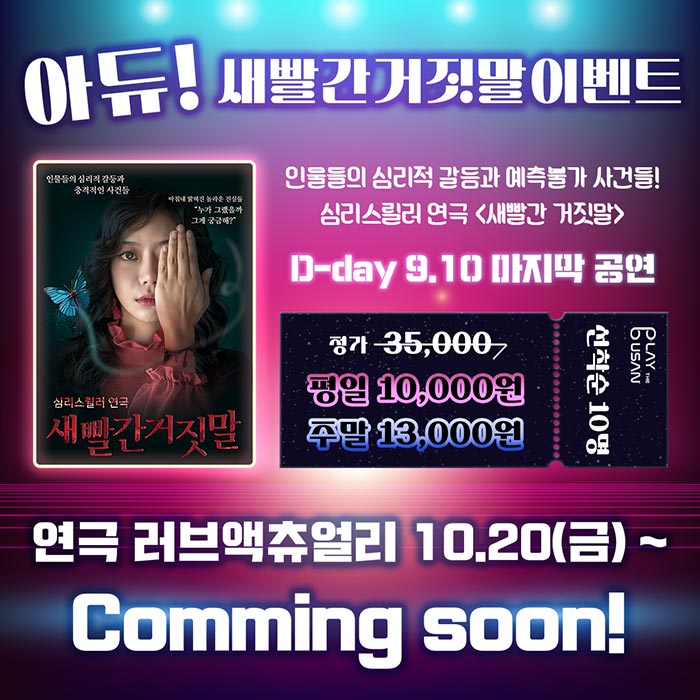 아듀! 새빨간거짓말이벤트
인물들의 심리적 갈등과
충격적인 사건들
마침내 밝혀진 놀라운 진실들
"누가 그랬을까
그게 궁금해?"
심리스릴러 연극
새빨간거짓말
인물들의 심리적 갈등과 예측불가 사건들!
심리스릴러 연극 <새빨간 거짓말>
D-day 9.10 마지막 공연
정가 35,000
평일 10,000원
주말 13,000원
선착순 10명
PLAY THE BUSAN
연극 러브액츄얼리 10.20(금) ~
Comming soon!